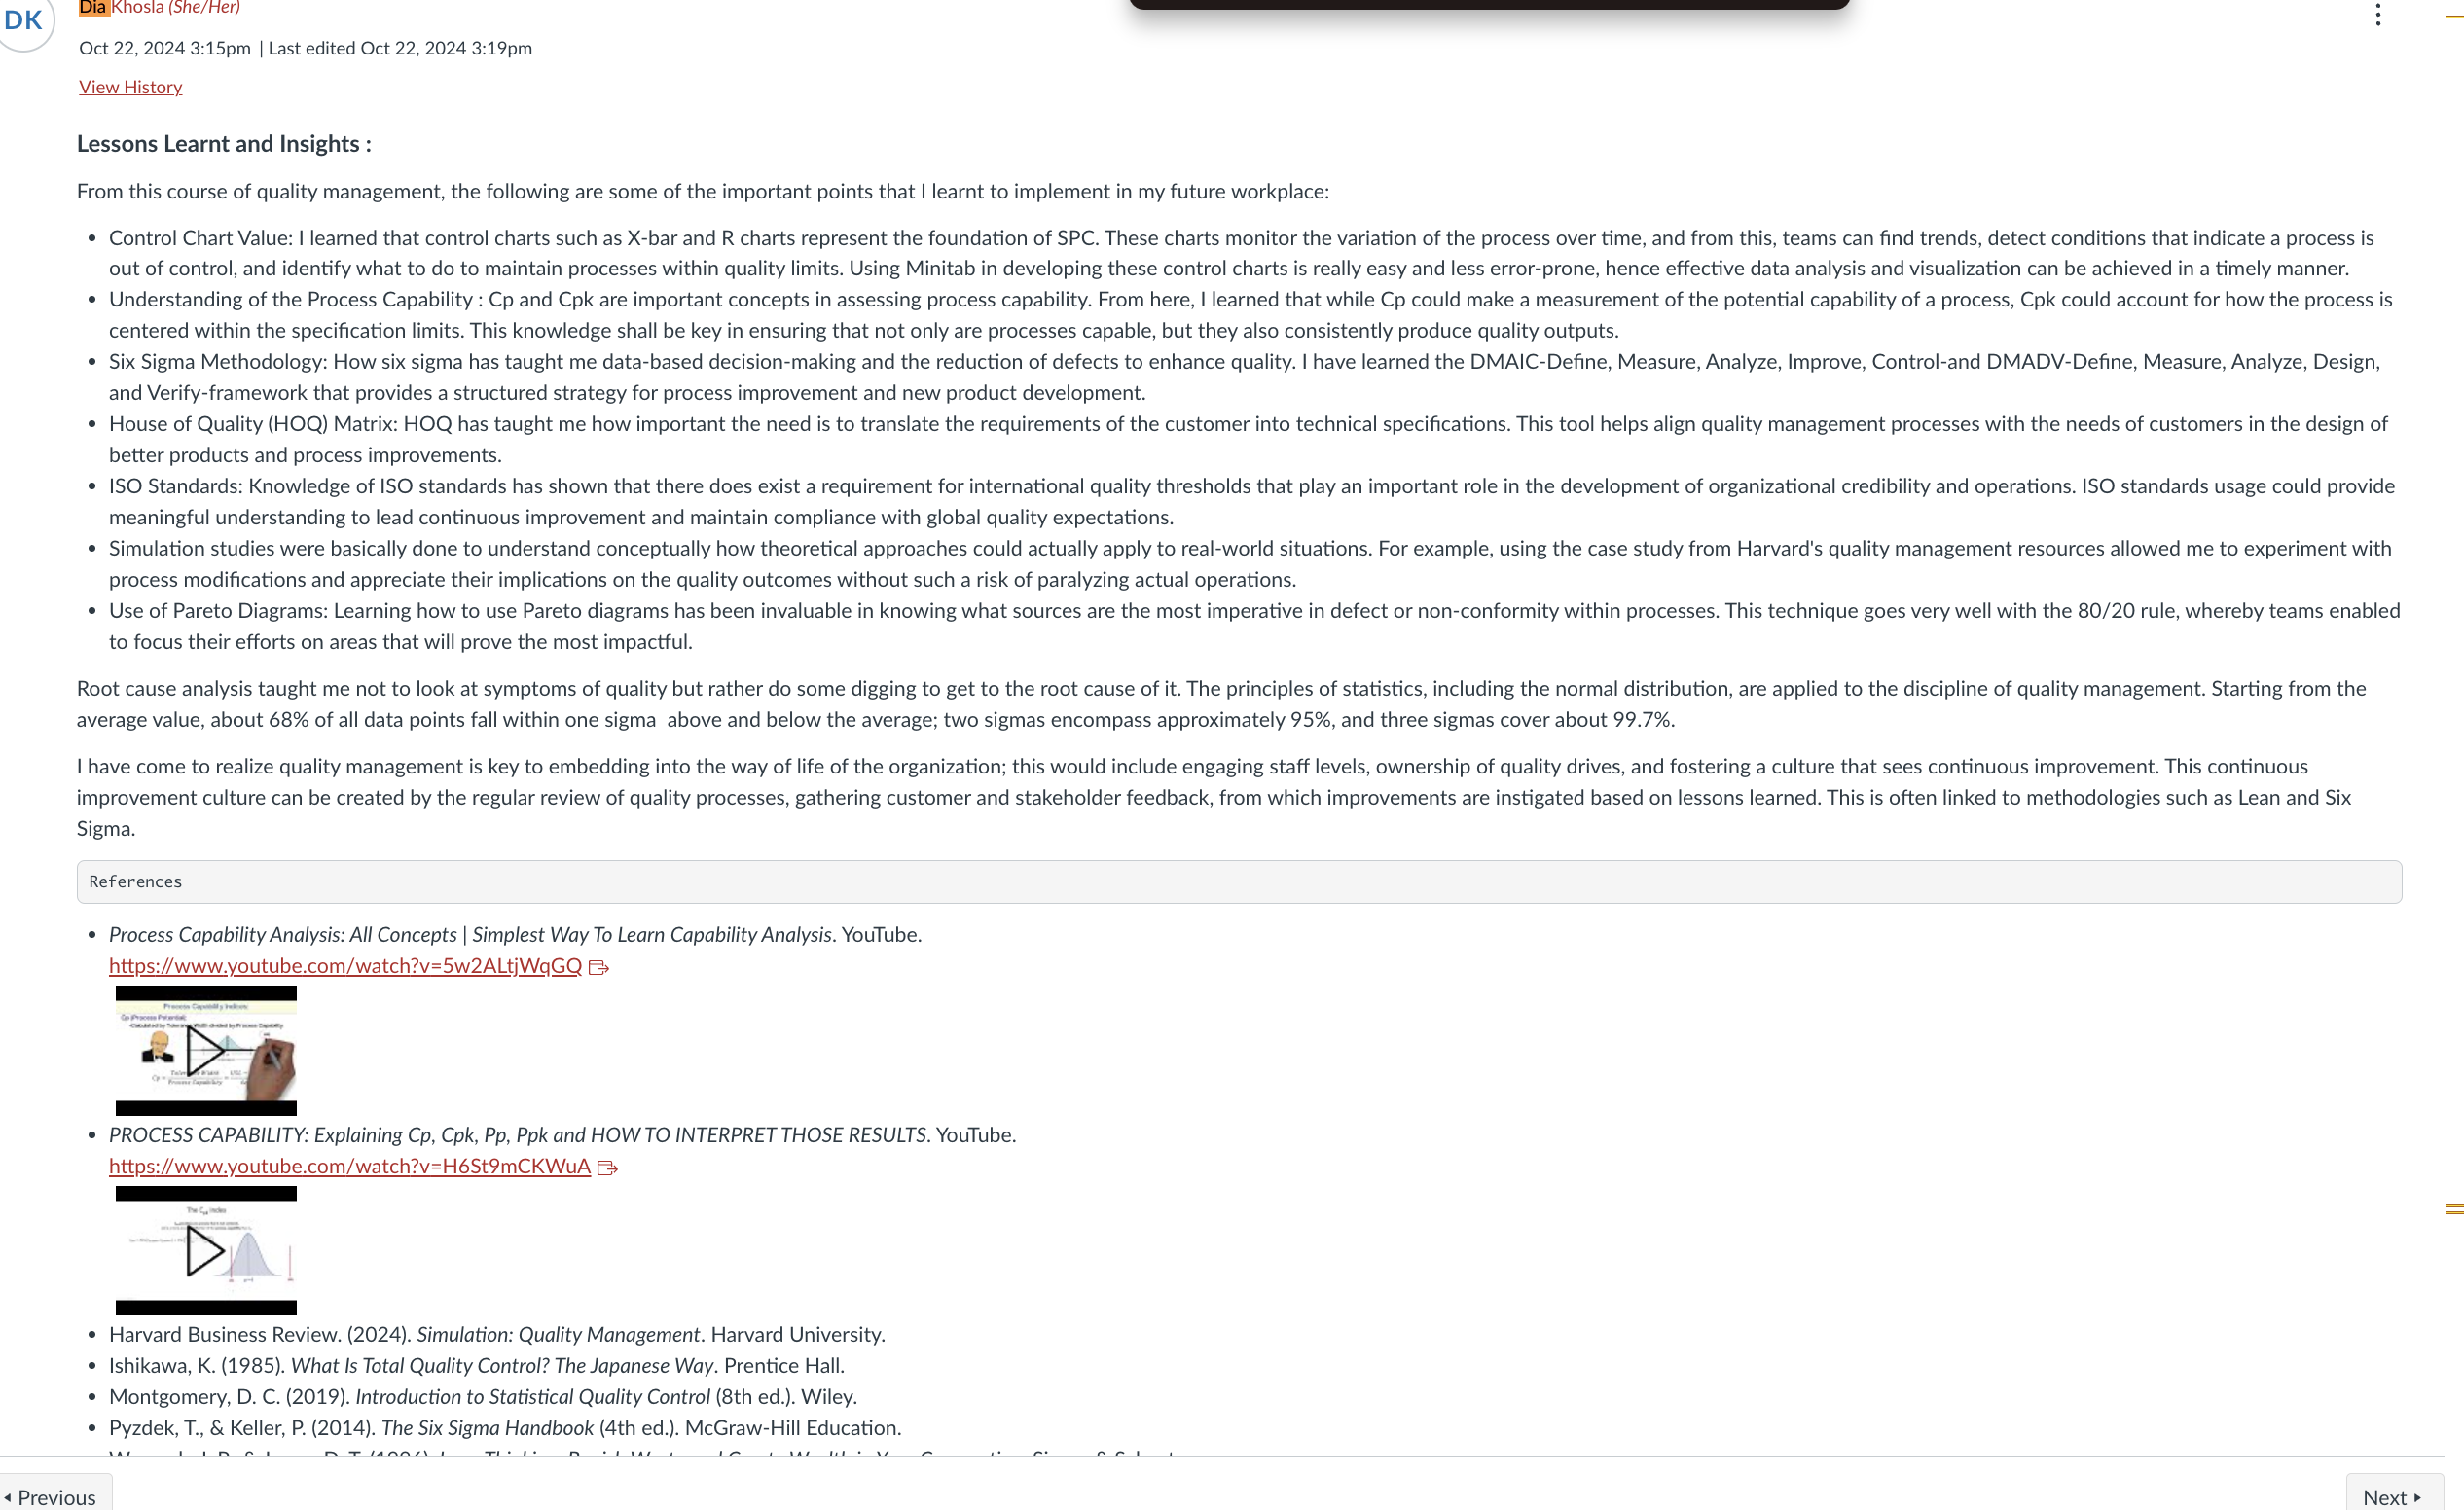 DK
Dia Khosla (She/Her)
Oct 22, 2024 3:15pm | Last edited Oct 22, 2024 3:19pm
View History
Lessons Learnt and Insights :
From this course of quality management, the following are some of the important points that I learnt to implement in my future workplace:
• Control Chart Value: I learned that control charts such as X-bar and R charts represent the foundation of SPC. These charts monitor the variation of the process over time, and from this, teams can find trends, detect conditions that indicate a process is
out of control, and identify what to do to maintain processes within quality limits. Using Minitab in developing these control charts is really easy and less error-prone, hence effective data analysis and visualization can be achieved in a timely manner.
• Understanding of the Process Capability : Cp and Cpk are important concepts in assessing process capability. From here, I learned that while Cp could make a measurement of the potential capability of a process, Cpk could account for how the process is
centered within the specification limits. This knowledge shall be key in ensuring that not only are processes capable, but they also consistently produce quality outputs.
• Six Sigma Methodology: How six sigma has taught me data-based decision-making and the reduction of defects to enhance quality. I have learned the DMAIC-Define, Measure, Analyze, Improve, Control-and DMADV-Define, Measure, Analyze, Design,
and Verify-framework that provides a structured strategy for process improvement and new product development.
• House of Quality (HOQ) Matrix: HOQ has taught me how important the need is to translate the requirements of the customer into technical specifications. This tool helps align quality management processes with the needs of customers in the design of
better products and process improvements.
• ISO Standards: Knowledge of ISO standards has shown that there does exist a requirement for international quality thresholds that play an important role in the development of organizational credibility and operations. ISO standards usage could provide
meaningful understanding to lead continuous improvement and maintain compliance with global quality expectations.
• Simulation studies were basically done to understand conceptually how theoretical approaches could actually apply to real-world situations. For example, using the case study from Harvard's quality management resources allowed me to experiment with
process modifications and appreciate their implications on the quality outcomes without such a risk of paralyzing actual operations.
• Use of Pareto Diagrams: Learning how to use Pareto diagrams has been invaluable in knowing what sources are the most imperative in defect or non-conformity within processes. This technique goes very well with the 80/20 rule, whereby teams enabled
to focus their efforts on areas that will prove the most impactful.
Root cause analysis taught me not to look at symptoms of quality but rather do some digging to get to the root cause of it. The principles of statistics, including the normal distribution, are applied to the discipline of quality management. Starting from the
average value, about 68% of all data points fall within one sigma above and below the average; two sigmas encompass approximately 95%, and three sigmas cover about 99.7%.
I have come to realize quality management is key to embedding into the way of life of the organization; this would include engaging staff levels, ownership of quality drives, and fostering a culture that sees continuous improvement. This continuous
improvement culture can be created by the regular review of quality processes, gathering customer and stakeholder feedback, from which improvements are instigated based on lessons learned. This is often linked to methodologies such as Lean and Six
Sigma.
References
• Process Capability Analysis: All Concepts | Simplest Way To Learn Capability Analysis. YouTube.
https://www.youtube.com/watch?v=5w2ALtjWqGQ
Process Capability Indices
Cp (Process Potential)
• PROCESS CAPABILITY: Explaining Cp, Cpk, Pp, Ppk and HOW TO INTERPRET THOSE RESULTS. YouTube.
https://www.youtube.com/watch?v=H6St9mCKWuA
• Harvard Business Review. (2024). Simulation: Quality Management. Harvard University.
• Ishikawa, K. (1985). What Is Total Quality Control? The Japanese Way. Prentice Hall.
• Montgomery, D. C. (2019). Introduction to Statistical Quality Control (8th ed.). Wiley.
• Pyzdek, T., & Keller, P. (2014). The Six Sigma Handbook (4th ed.). McGraw-Hill Education.
• Womack, J. P., & Jones, D. T. (1996). Lean Thinking: Banish Waste and Create Wealth in Your Corporation. Simon & Schuster.
Previous
Next